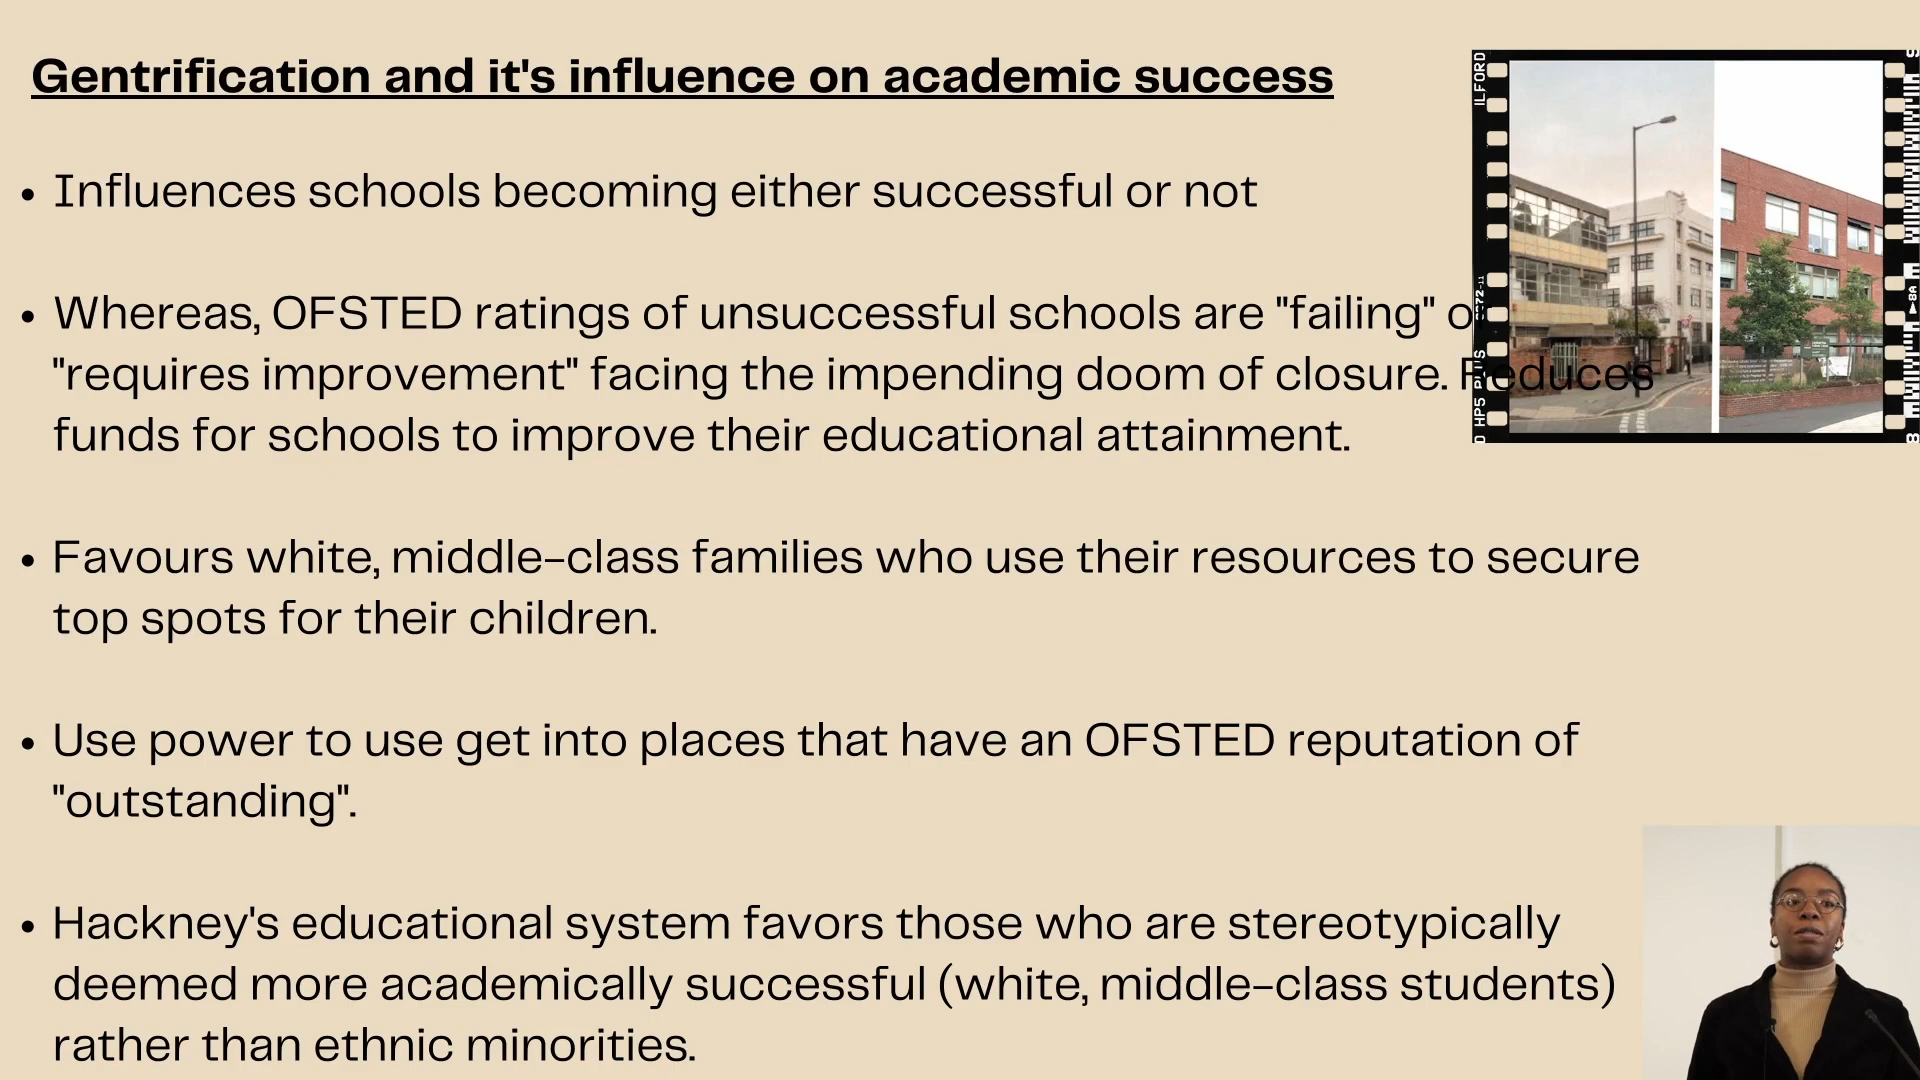 Gentrification and it's influence on academic success
• Influences schools becoming either successful or not
• Whereas, OFSTED ratings of unsuccessful schools are "failing" or
"requires improvement" facing the impending doom of closure. Reduces
funds for schools to improve their educational attainment.
• Favours white, middle-class families who use their resources to secure
top spots for their children.
• Use power to use get into places that have an OFSTED reputation of
"outstanding".
• Hackney's educational system favors those who are stereotypically
deemed more academically successful (white, middle-class students)
rather than ethnic minorities.
ILFORD
HP5
8A
8